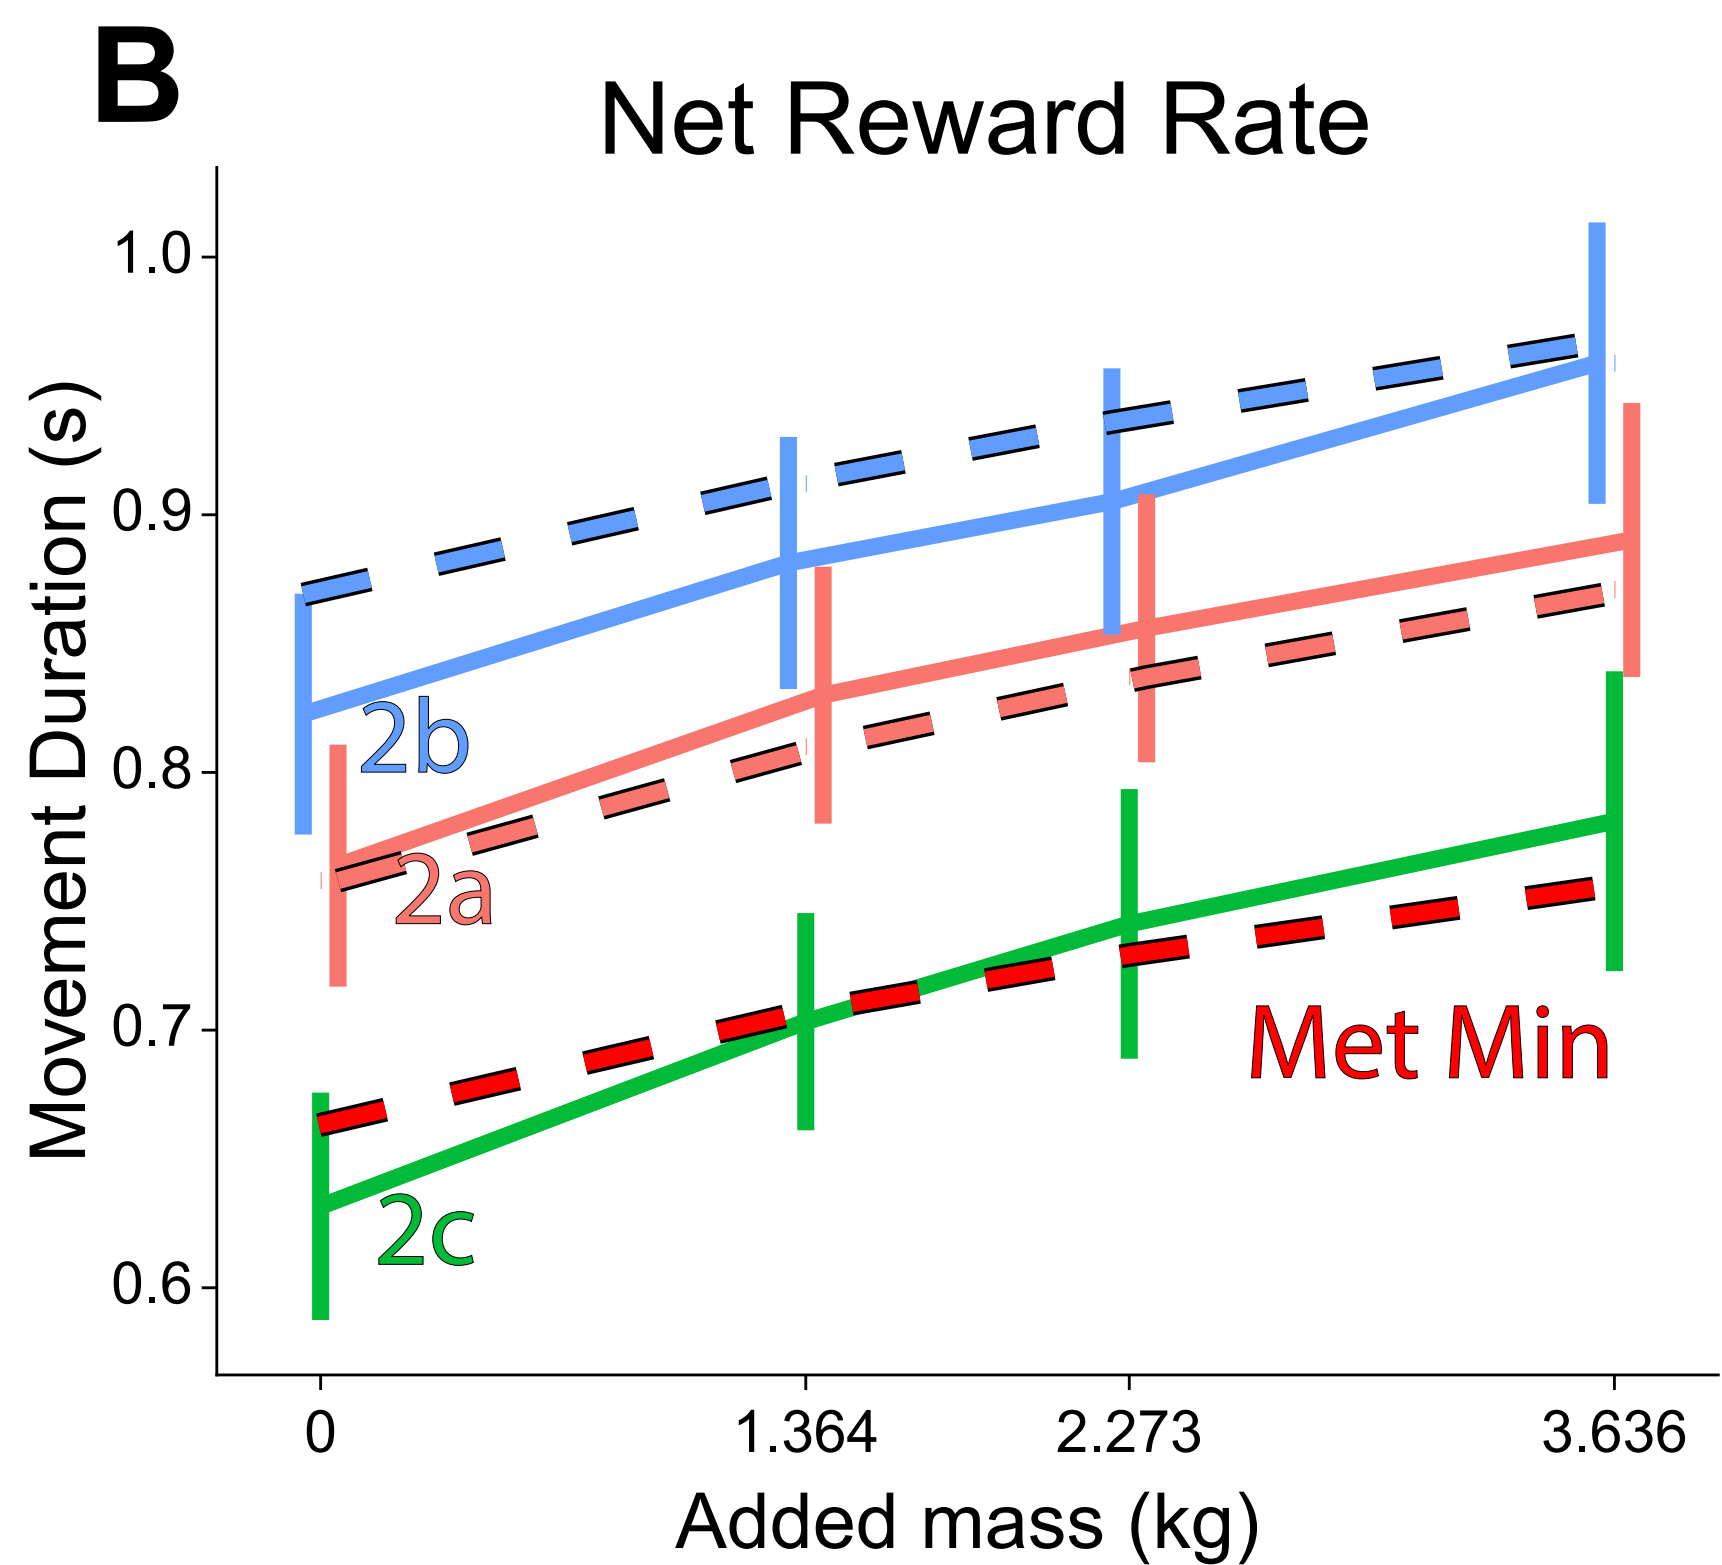 B
Net Reward Rate
Movement Duration (s)
1.0
0.9
0.8
0.7
0.6
2b
2a
2c
Met Min
0 1.364 2.273 3.636
Added mass (kg)